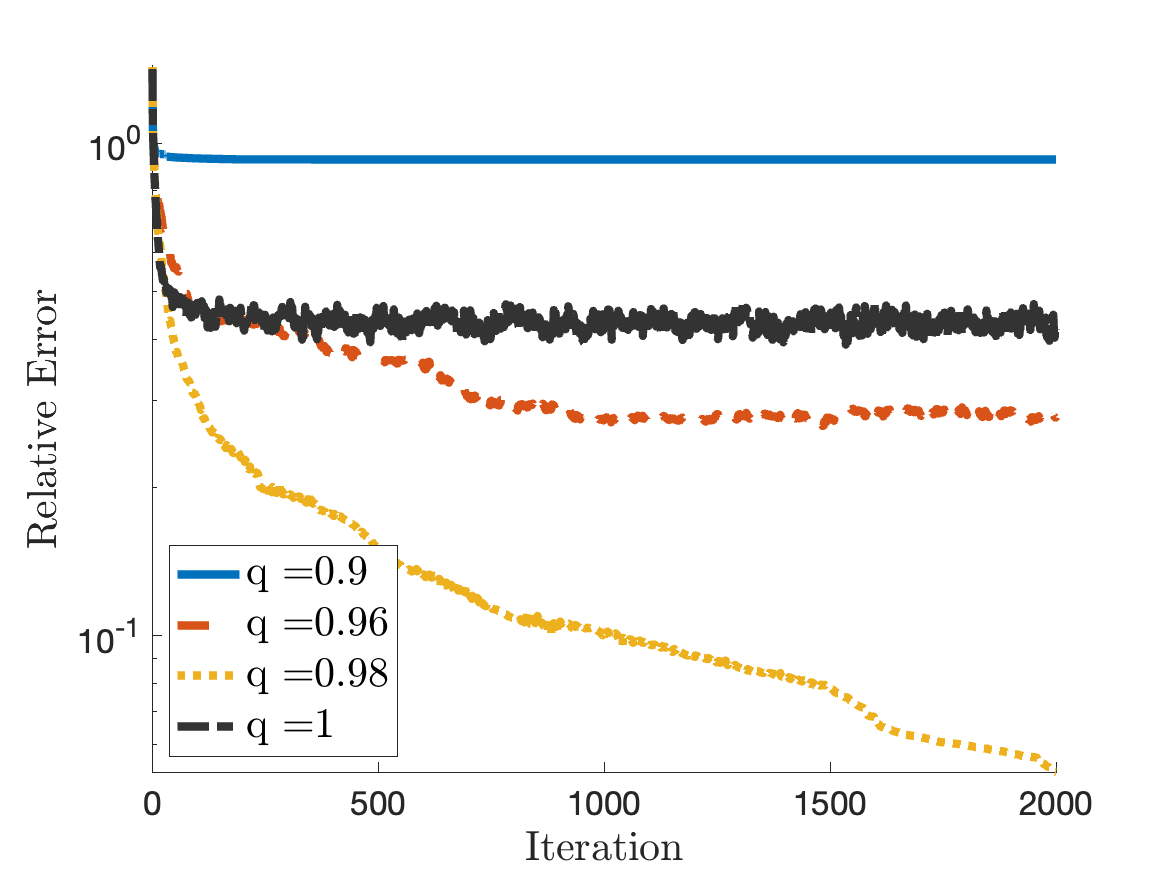 10^0
Relative Error
10^-1
q =0.9
q =0.96
q =0.98
q =1
0 500 1000 1500 2000
Iteration